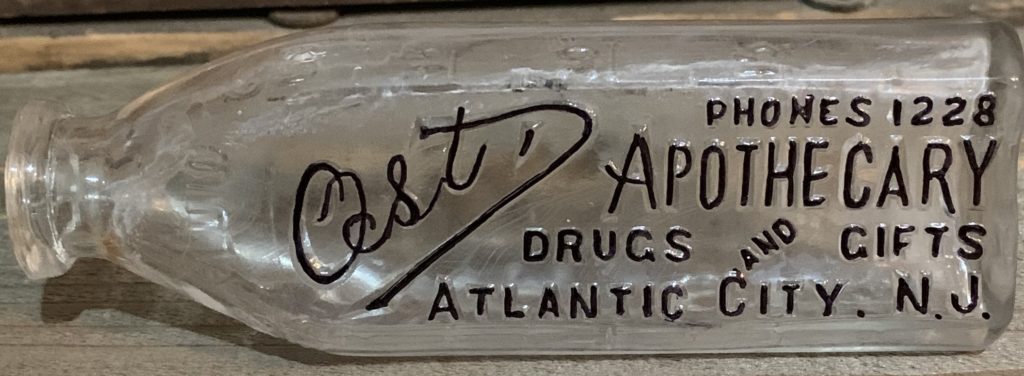 Ost'
PHONES 1228
APOTHECARY
DRUGS AND GIFTS
ATLANTIC CITY. N.J.